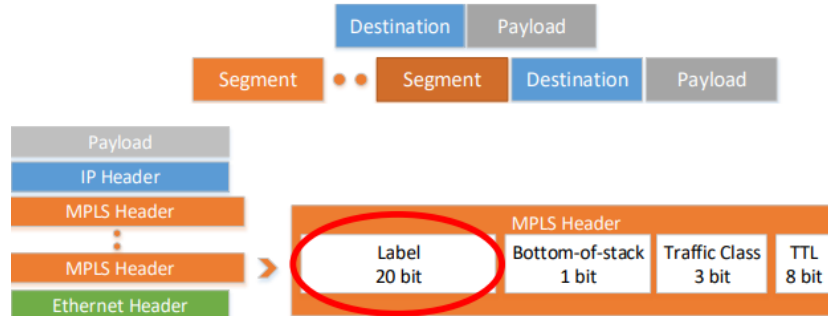 Destination Payload
Segment Segment Destination Payload
Payload
IP Header
MPLS Header
MPLS Header
Ethernet Header
MPLS Header
Label Bottom-of-stack Traffic Class TTL
20 bit 1 bit 3 bit 8 bit